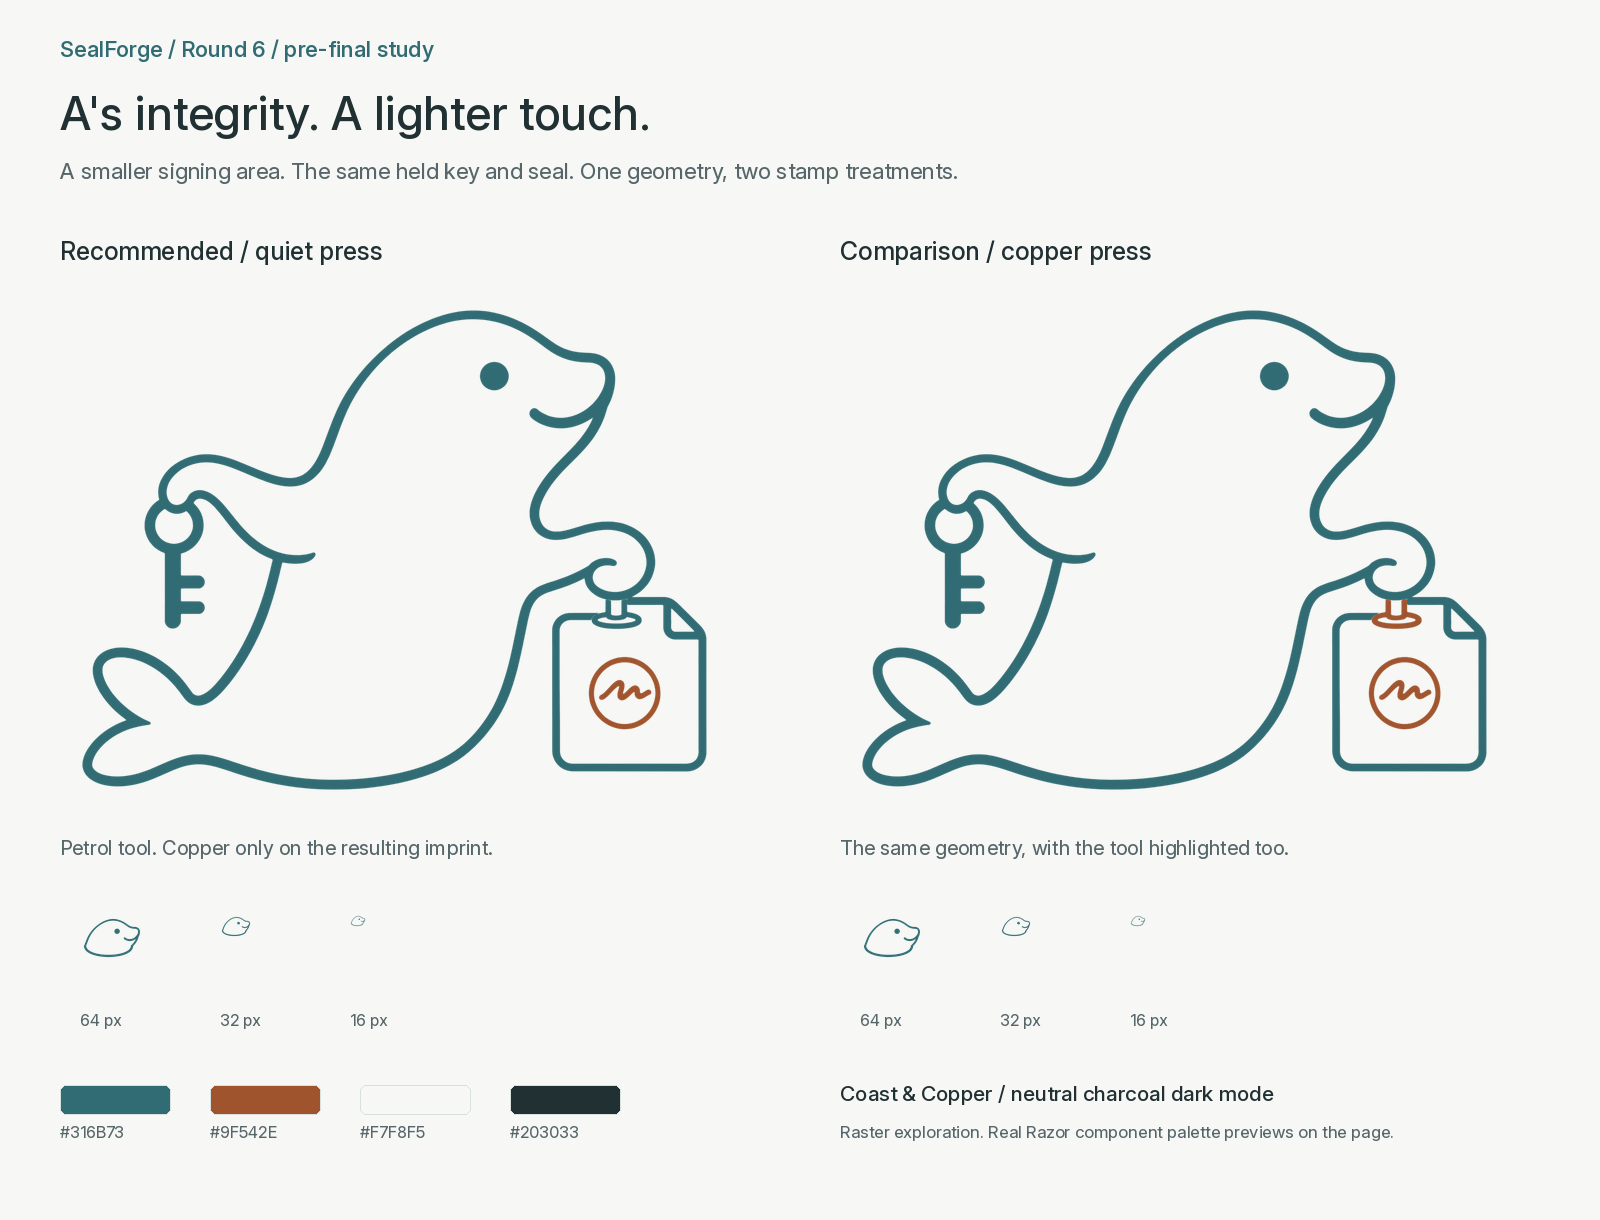 SealForge / Round 6 / pre-final study
A's integrity. A lighter touch.
A smaller signing area. The same held key and seal. One geometry, two stamp treatments.
Recommended / quiet press
Comparison / copper press
Petrol tool. Copper only on the resulting imprint.
The same geometry, with the tool highlighted too.
64 px
32 px
16 px
64 px
32 px
16 px
#316B73
#9F542E
#F7F8F5
#203033
Coast & Copper / neutral charcoal dark mode
Raster exploration. Real Razor component palette previews on the page.